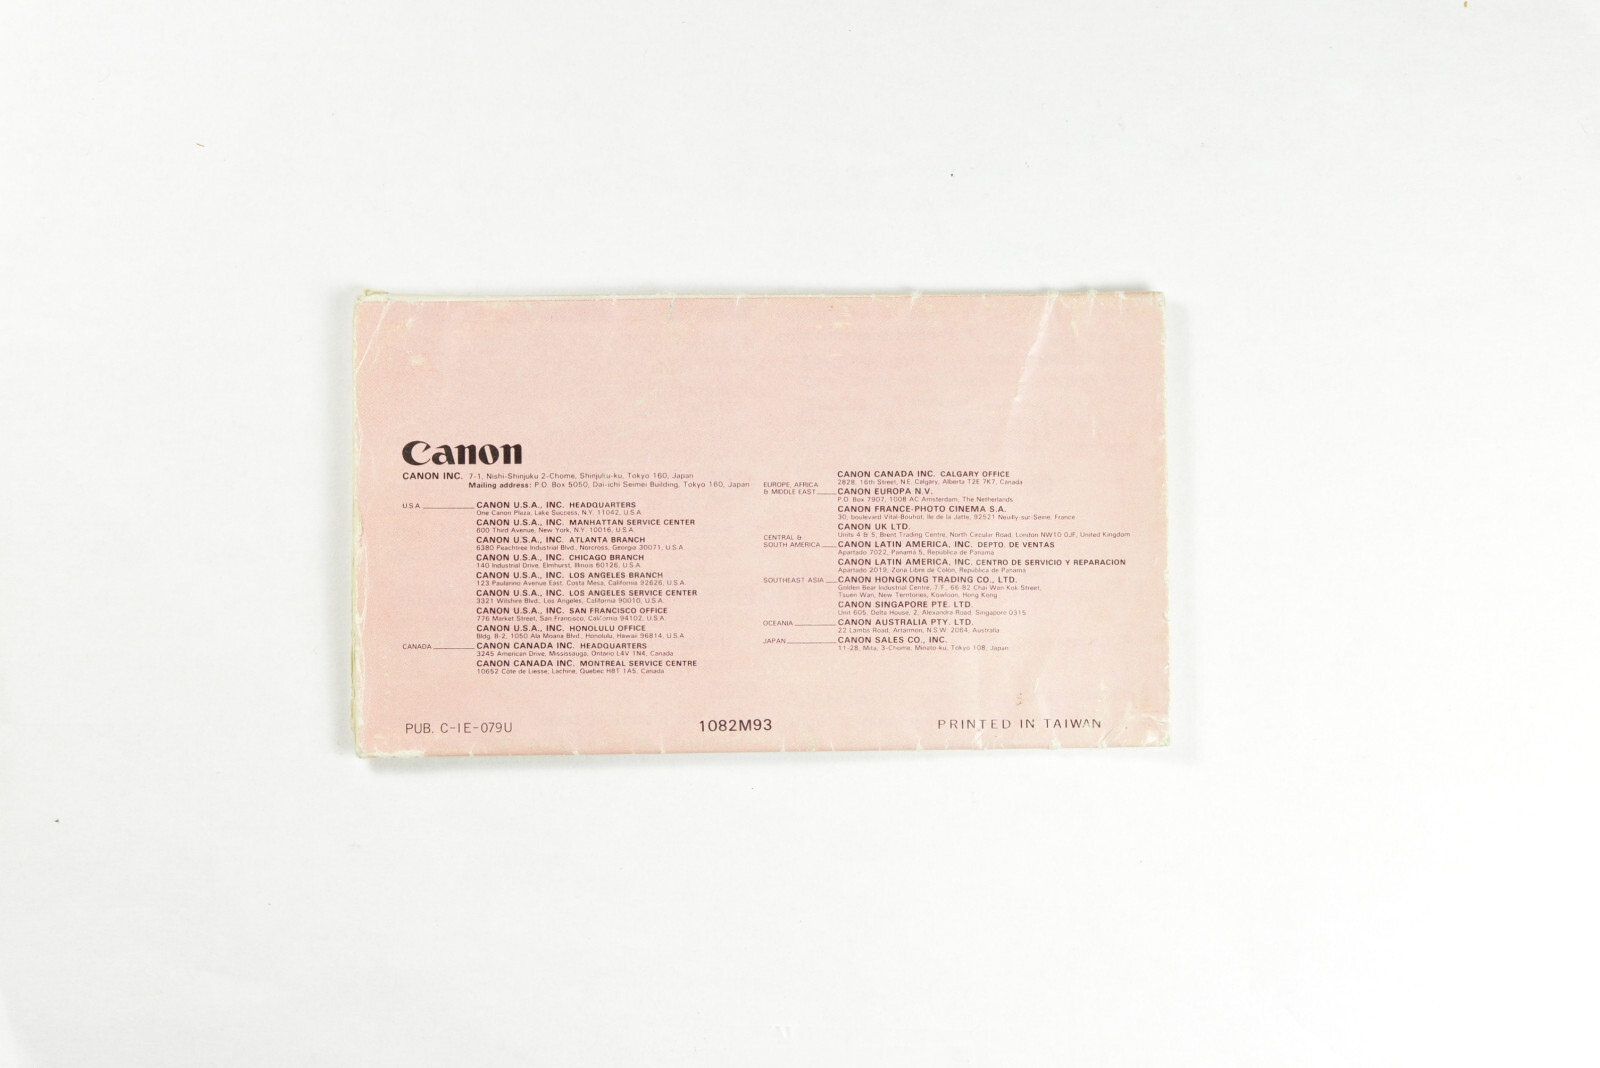 Canon
CANON INC. 7-1, Nishi-Shinjuku 2-Chome, Shinjuku-ku, Tokyo 160, Japan
Mailing address: P.O. Box 5050, Dai-ichi Seimei Building, Tokyo 160, Japan
U.S.A. CANON U.S.A., INC. HEADQUARTERS
One Canon Plaza, Lake Success, N.Y. 11042, U.S.A.
CANON U.S.A., INC. MANHATTAN SERVICE CENTER
600 Third Avenue, New York, N.Y. 10016, U.S.A.
CANON U.S.A., INC. ATLANTA BRANCH
6380 Peachtree Industrial Blvd., Norcross, Georgia 30071, U.S.A.
CANON U.S.A., INC. CHICAGO BRANCH
140 Industrial Drive, Elmhurst, Illinois 60126, U.S.A.
CANON U.S.A., INC. LOS ANGELES BRANCH
123 Paularino Avenue East, Costa Mesa, California 92626, U.S.A.
CANON U.S.A., INC. LOS ANGELES SERVICE CENTER
3321 Wilshire Blvd., Los Angeles, California 90010, U.S.A.
CANON U.S.A., INC. SAN FRANCISCO OFFICE
776 Market Street, San Francisco, California 94102, U.S.A.
CANON U.S.A., INC. HONOLULU OFFICE
Bldg. B-2, 1050 Ala Moana Blvd., Honolulu, Hawaii 96814, U.S.A.
CANADA CANON CANADA INC. HEADQUARTERS
3245 American Drive, Mississauga, Ontario L4V 1N4, Canada
CANON CANADA INC. MONTREAL SERVICE CENTRE
10652 Côte de Liesse, Lachine, Quebec H8T 1A5, Canada
CANON CANADA INC. CALGARY OFFICE
2828, 16th Street, N.E. Calgary, Alberta T2E 7K7, Canada
EUROPE, AFRICA
& MIDDLE EAST CANON EUROPA N.V.
P.O. Box 7907, 1008 AC Amsterdam, The Netherlands
CANON FRANCE-PHOTO CINEMA S.A.
30, boulevard Vital-Bouhot, Ile de la Jatte, 92521 Neuilly-sur-Seine, France
CANON UK LTD.
Units 4 & 5, Brent Trading Centre, North Circular Road, London NW10 0JF, United Kingdom
CENTRAL &
SOUTH AMERICA CANON LATIN AMERICA, INC. DEPTO. DE VENTAS
Apartado 7022, Panamá 5, República de Panamá
CANON LATIN AMERICA, INC. CENTRO DE SERVICIO Y REPARACION
Apartado 2019, Zona Libre de Colón, República de Panamá
SOUTHEAST ASIA CANON HONGKONG TRADING CO., LTD.
Golden Bear Industrial Centre, 7/F., 66-82 Chai Wan Kok Street,
Tsuen Wan, New Territories, Kowloon, Hong Kong
CANON SINGAPORE PTE. LTD.
Unit 605, Delta House, 2, Alexandra Road, Singapore 0315
OCEANIA CANON AUSTRALIA PTY. LTD.
22 Lambs Road, Artarmon, N.S.W. 2064, Australia
JAPAN CANON SALES CO., INC.
11-28, Mita, 3-Chome, Minato-ku, Tokyo 108, Japan
PUB. C-IE-079U
1082M93
PRINTED IN TAIWAN